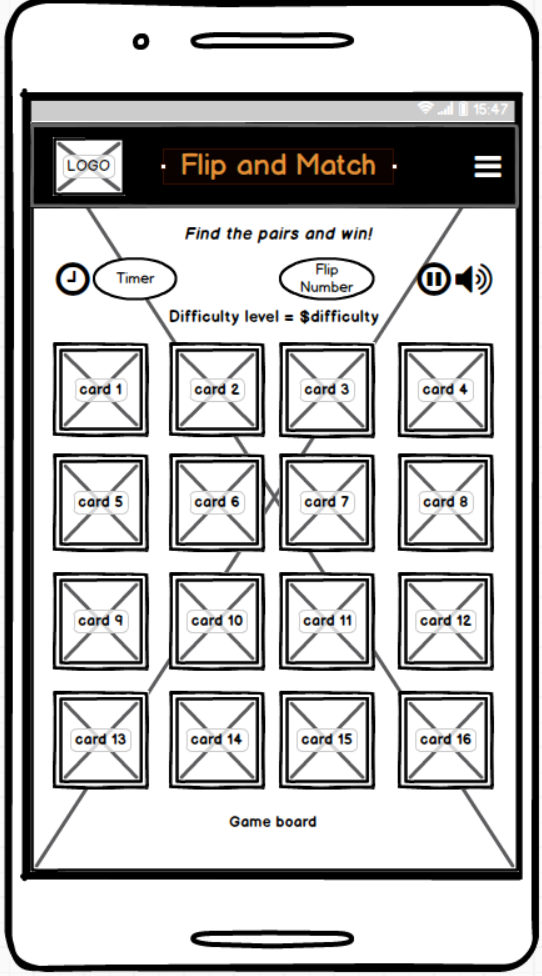 15:47
LOGO
Flip and Match
Find the pairs and win!
Timer
Flip
Number
Difficulty level = $difficulty
card 1
card 2
card 3
card 4
card 5
card 6
card 7
card 8
card 9
card 10
card 11
card 12
card 13
card 14
card 15
card 16
Game board